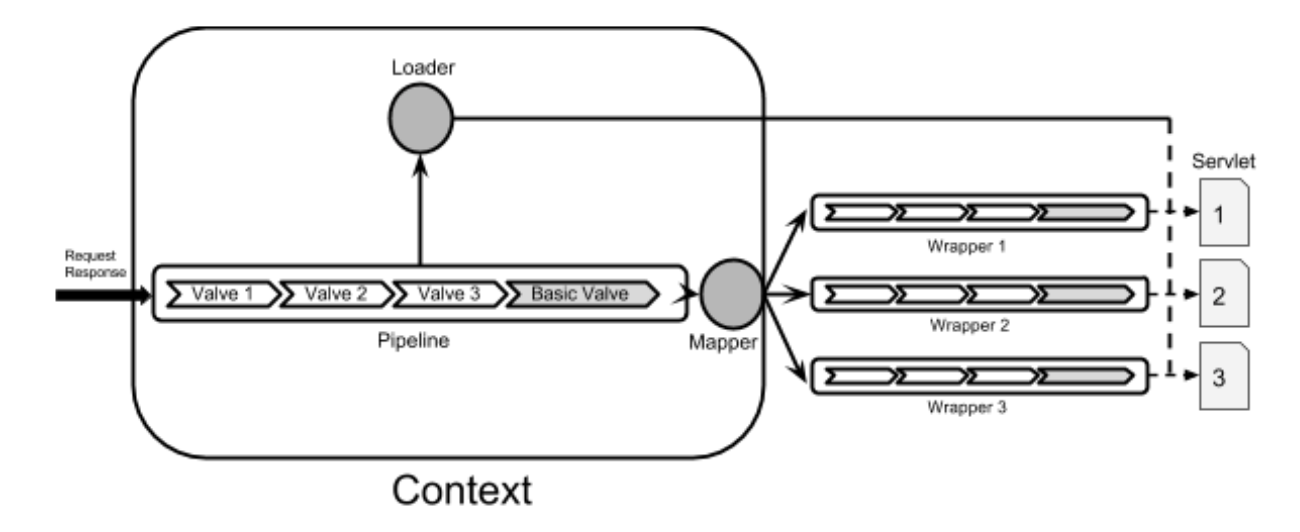 Loader
Servlet
1
Wrapper 1
Request
Response
Valve 1
Valve 2
Valve 3
Basic Valve
2
Pipeline
Mapper
Wrapper 2
3
Wrapper 3
Context